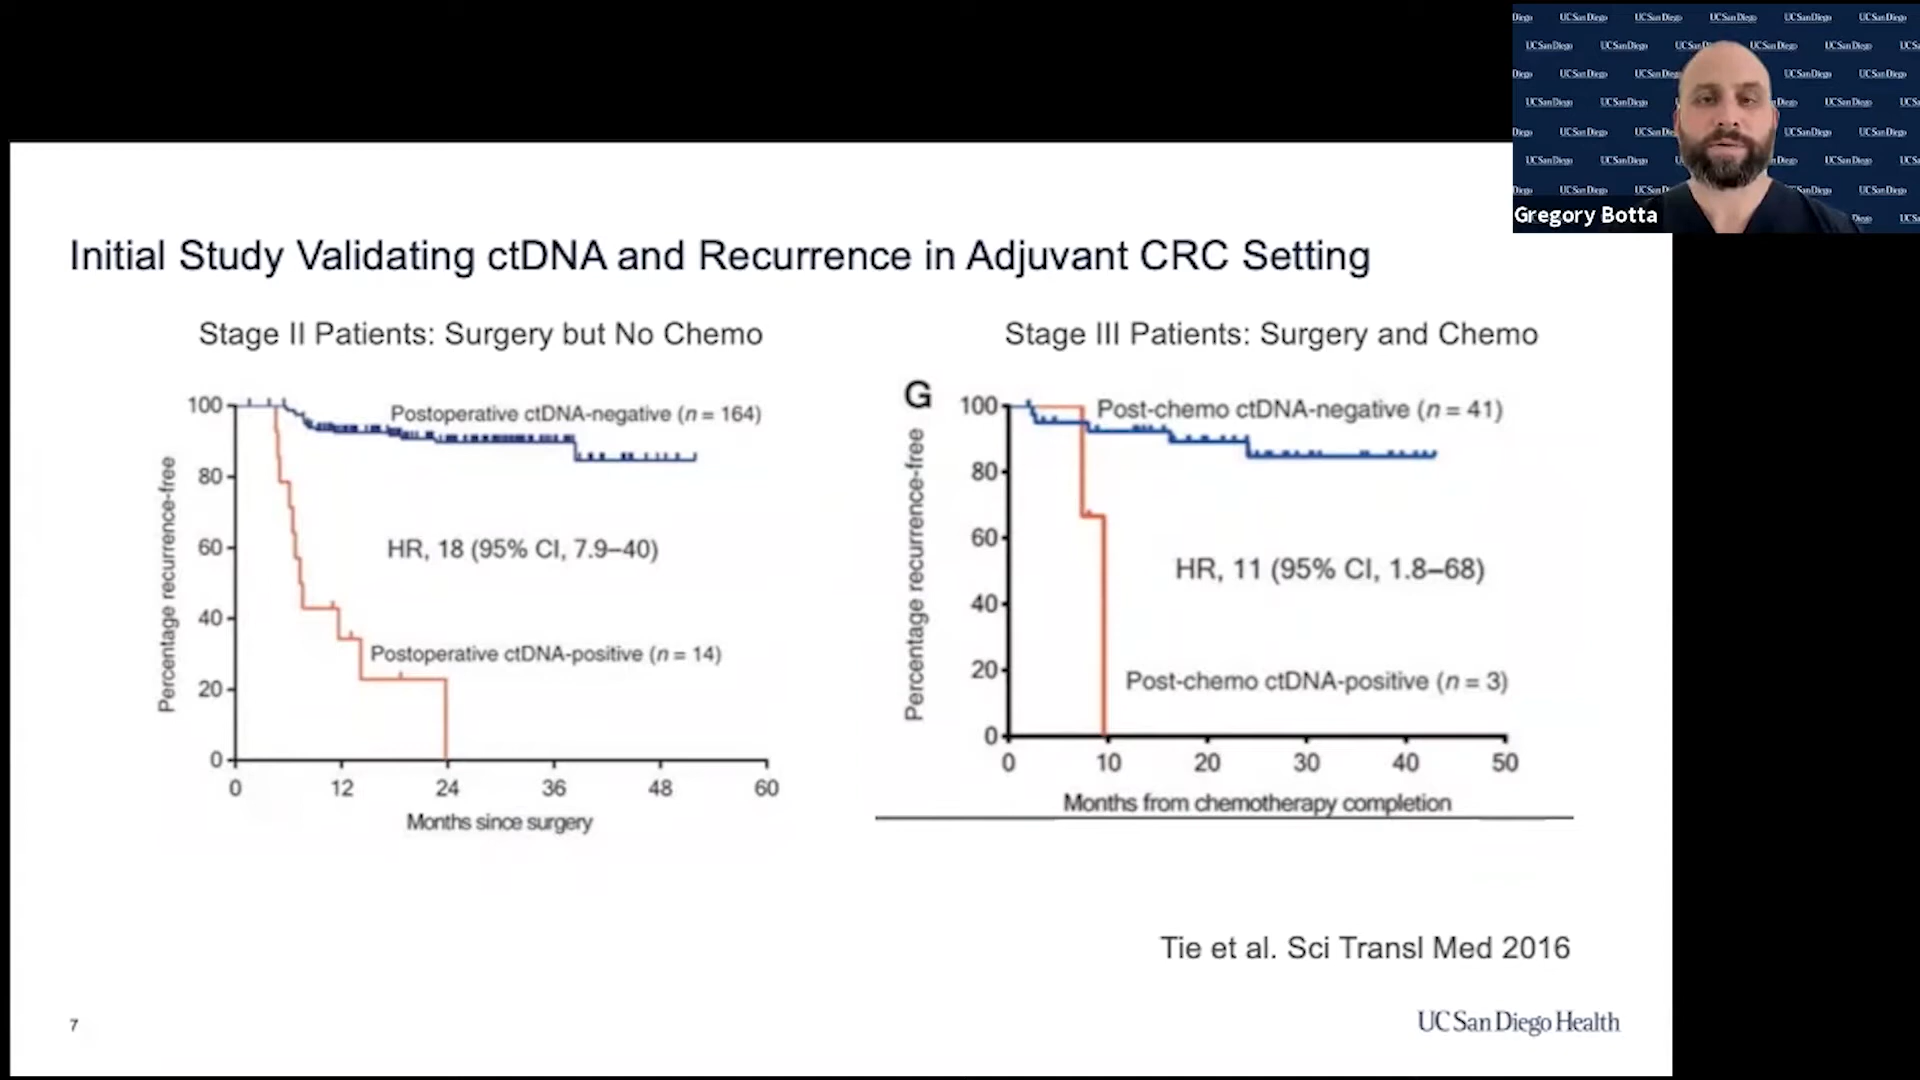 UC San Diego
Gregory Botta
Initial Study Validating ctDNA and Recurrence in Adjuvant CRC Setting
Stage II Patients: Surgery but No Chemo
Percentage recurrence-free
100
80
60
40
20
0
Postoperative ctDNA-negative (n = 164)
HR, 18 (95% CI, 7.9–40)
Postoperative ctDNA-positive (n = 14)
0 12 24 36 48 60
Months since surgery
Stage III Patients: Surgery and Chemo
G
Percentage recurrence-free
100
80
60
40
20
0
Post-chemo ctDNA-negative (n = 41)
HR, 11 (95% CI, 1.8–68)
Post-chemo ctDNA-positive (n = 3)
0 10 20 30 40 50
Months from chemotherapy completion
Tie et al. Sci Transl Med 2016
7
UC San Diego Health